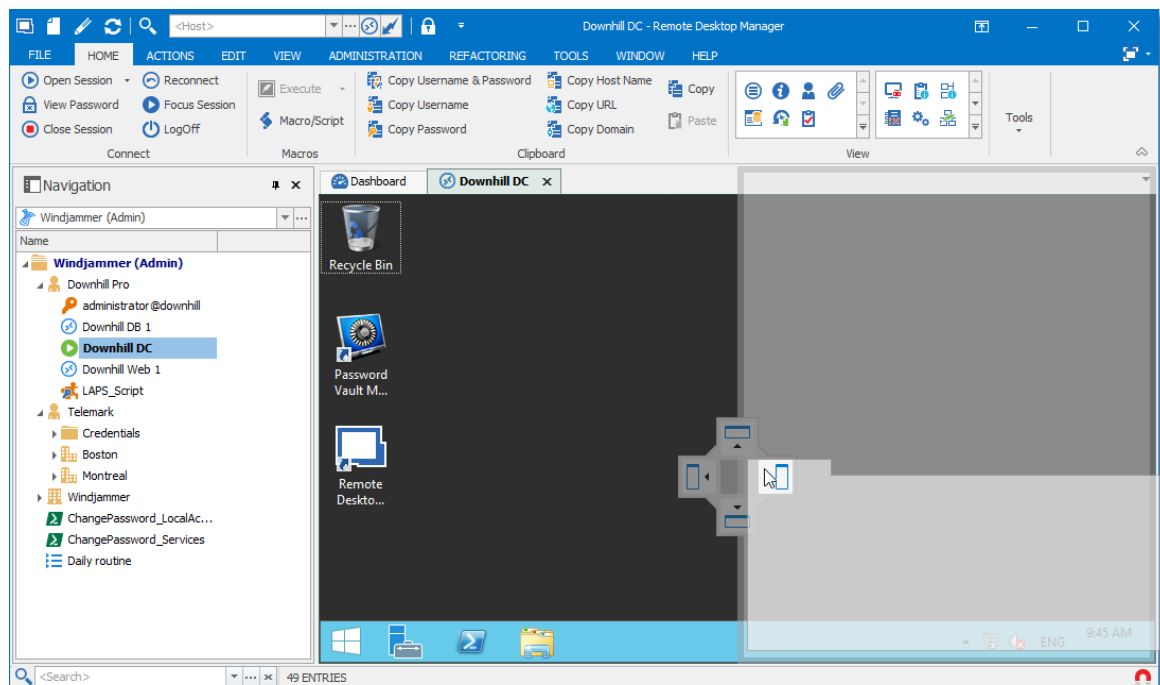 <Host>
Downhill DC - Remote Desktop Manager
FILE HOME ACTIONS EDIT VIEW ADMINISTRATION REFACTORING TOOLS WINDOW HELP
Open Session Reconnect Execute Copy Username & Password Copy Host Name Copy
View Password Focus Session Macro/Script Copy Username Copy URL Paste Tools
Close Session LogOff Copy Password Copy Domain
Connect Macros Clipboard View
Navigation
Dashboard Downhill DC
Windjammer (Admin)
Name
Windjammer (Admin)
Downhill Pro
administrator@downhill
Downhill DB 1
Downhill DC
Downhill Web 1
LAPS_Script
Telemark
Credentials
Boston
Montreal
Windjammer
ChangePassword_LocalAc...
ChangePassword_Services
Daily routine
Recycle Bin
Password
Vault M...
Remote
Deskto...
ENG 9:45 AM
<Search> 49 ENTRIES